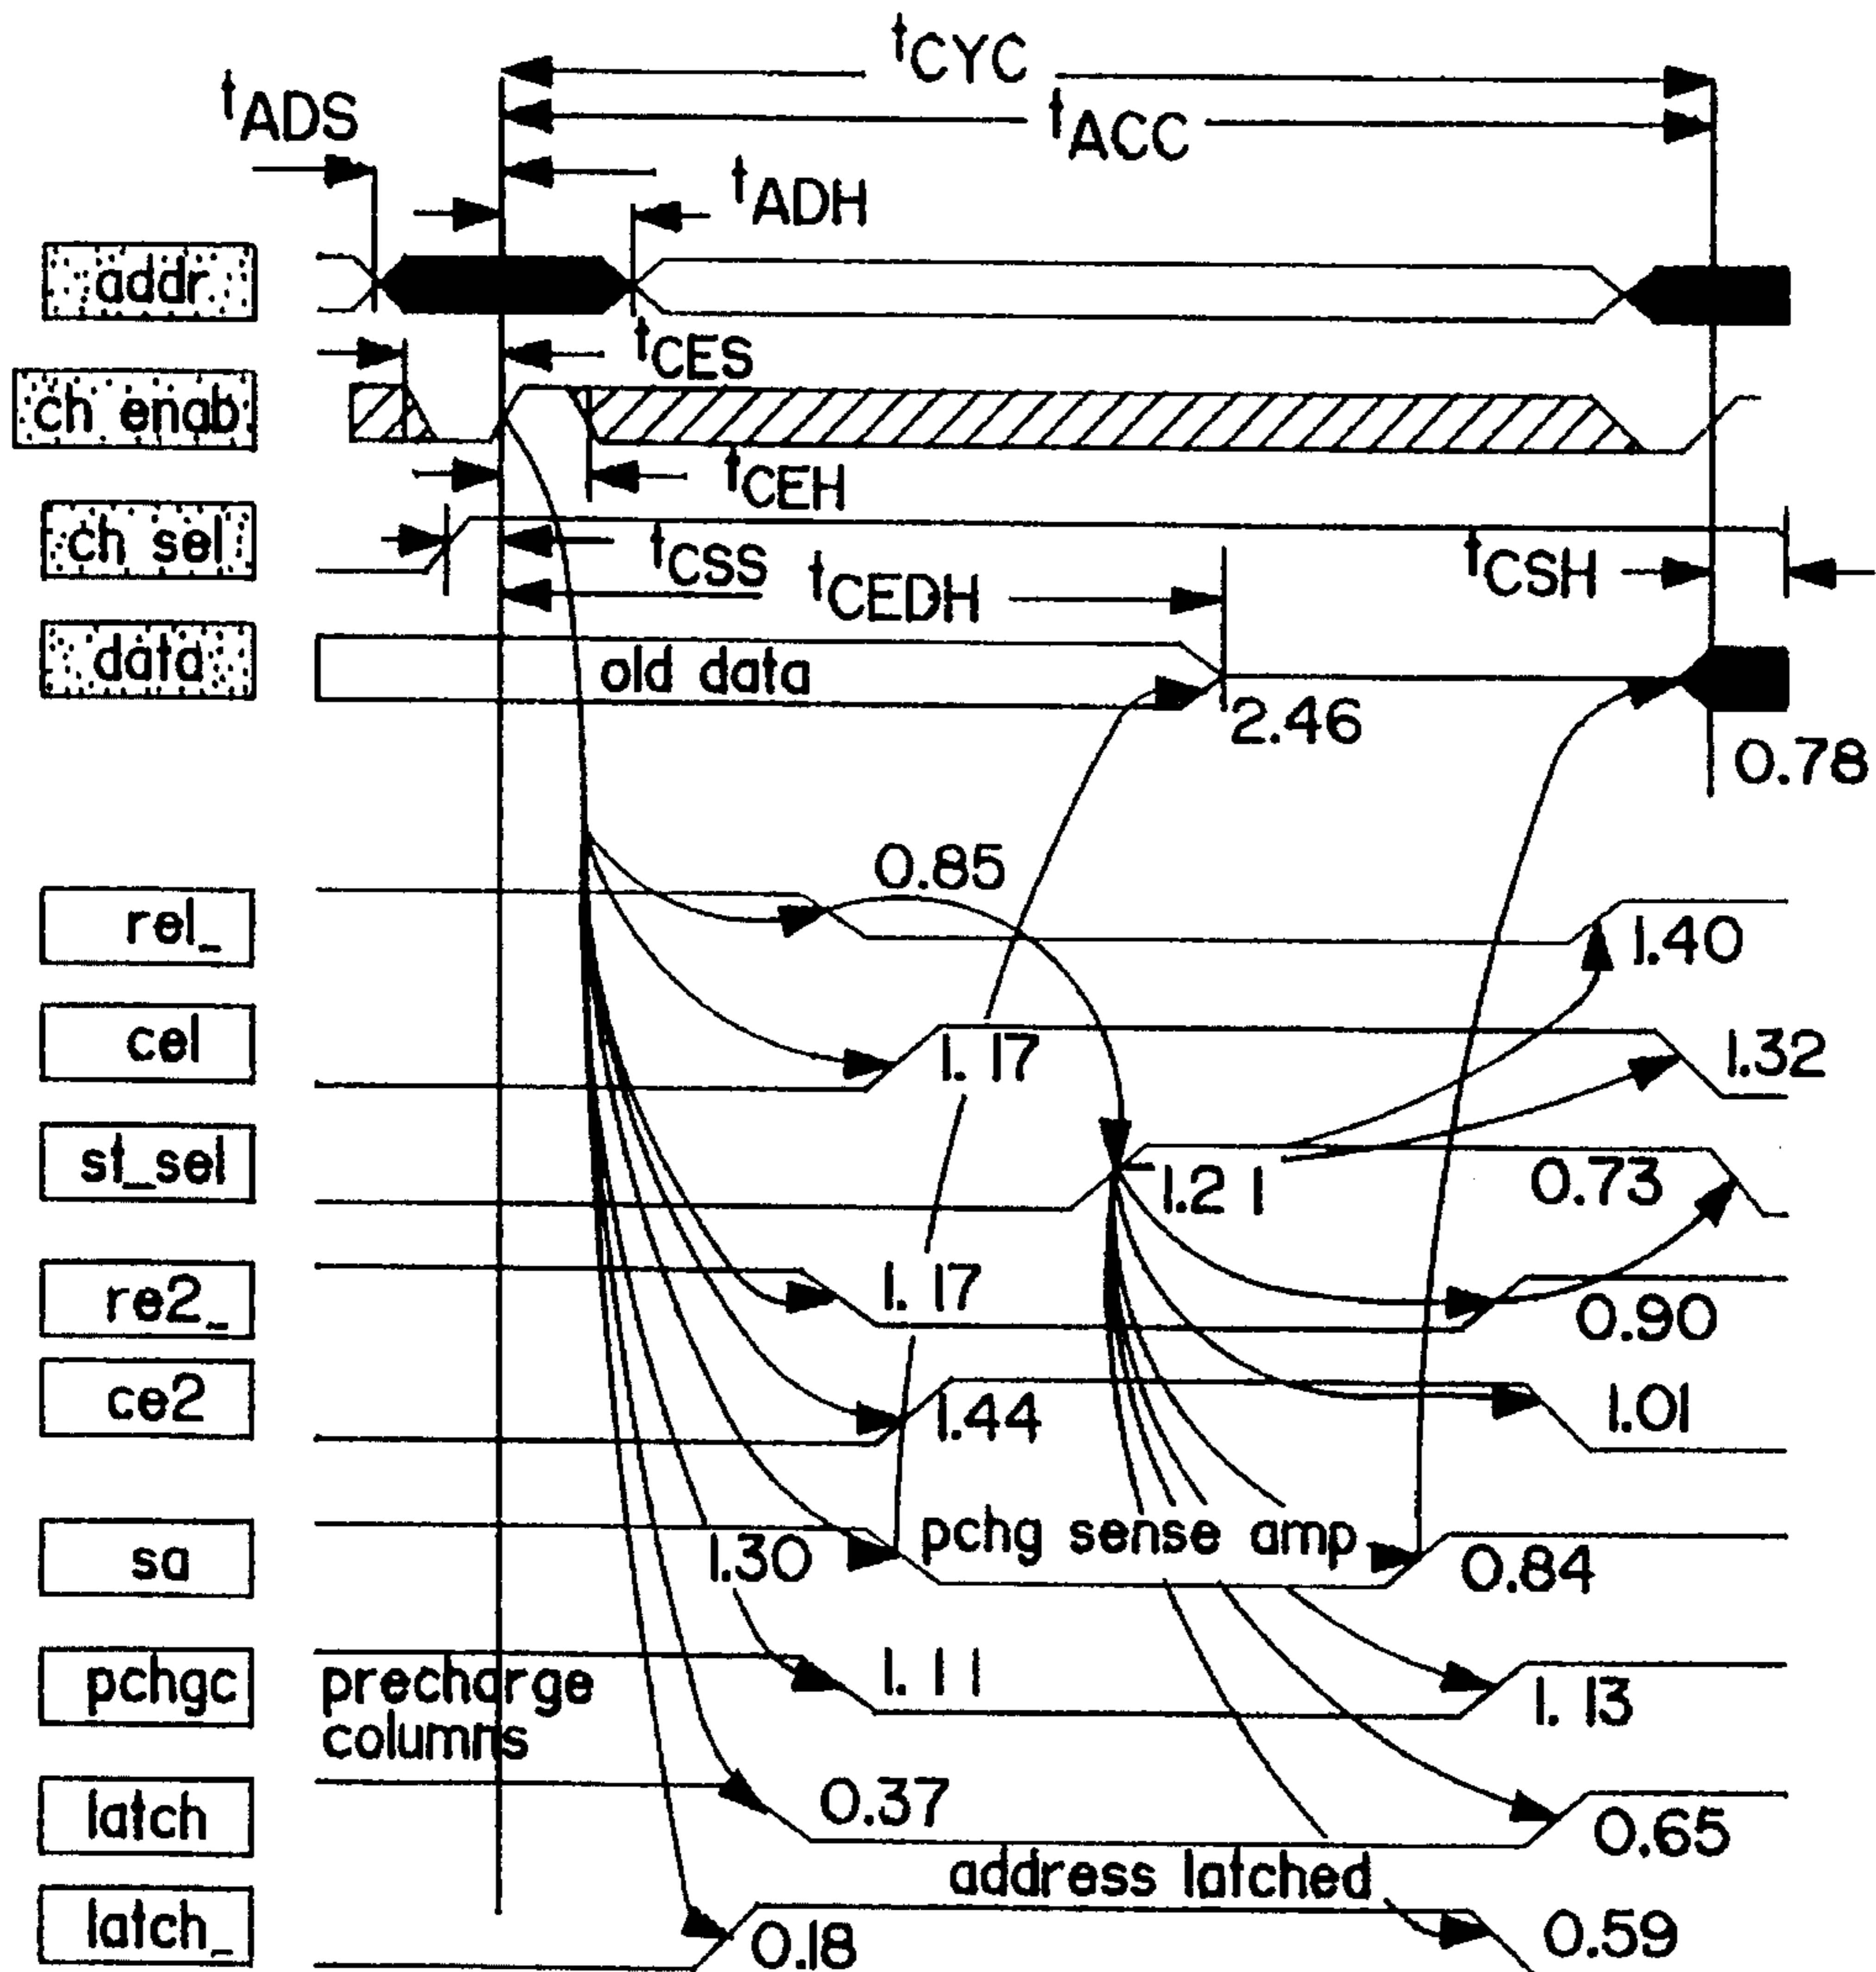 tCYC
tADS
tACC
tADH
addr
tCES
ch enab
tCEH
ch sel
tCSS
tCEDH
tCSH
data
old data
2.46
0.78
0.85
rel_
1.40
cel
1.17
1.32
st_sel
1.21
0.73
re2_
1.17
0.90
ce2
1.44
1.01
sa
1.30
pchg sense amp
0.84
pchgc
precharge
columns
1.11
1.13
latch
0.37
0.65
address latched
latch_
0.18
0.59